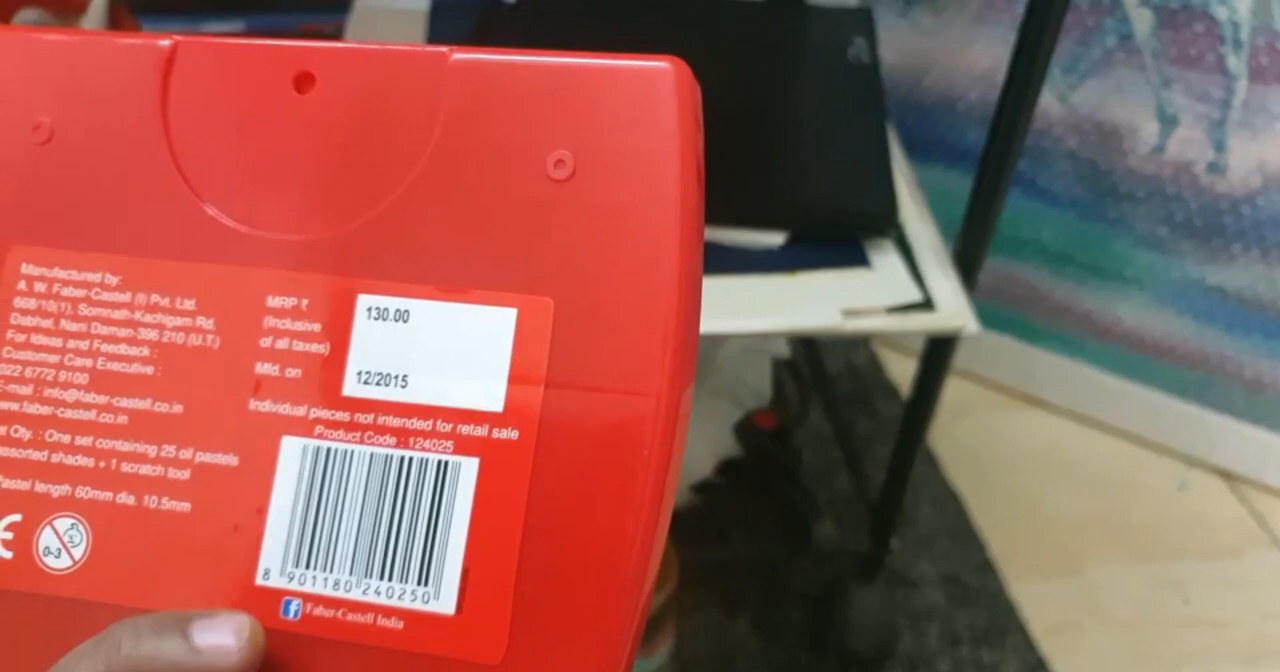 Manufactured by:
A. W. Faber-Castell (I) Pvt. Ltd.
668/10(1), Somnath-Kachigam Rd.
Dabhel, Nani Daman-396 210 (U.T.)
For Ideas and Feedback :
Customer Care Executive :
022 6772 9100
E-mail : info@faber-castell.co.in
www.faber-castell.co.in
Qty. : One set containing 25 oil pastels
assorted shades + 1 scratch tool
Pastel length 60mm dia. 10.5mm
CE
0-3
MRP ₹
(Inclusive
of all taxes)
130.00
Mfd. on
12/2015
Individual pieces not intended for retail sale
Product Code : 124025
8 901180 240250
f Faber-Castell India